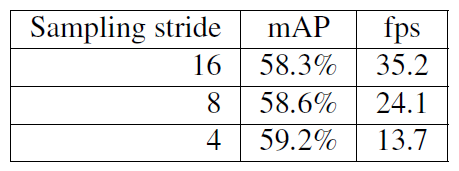 Sampling stride mAP fps
16 58.3% 35.2
8 58.6% 24.1
4 59.2% 13.7